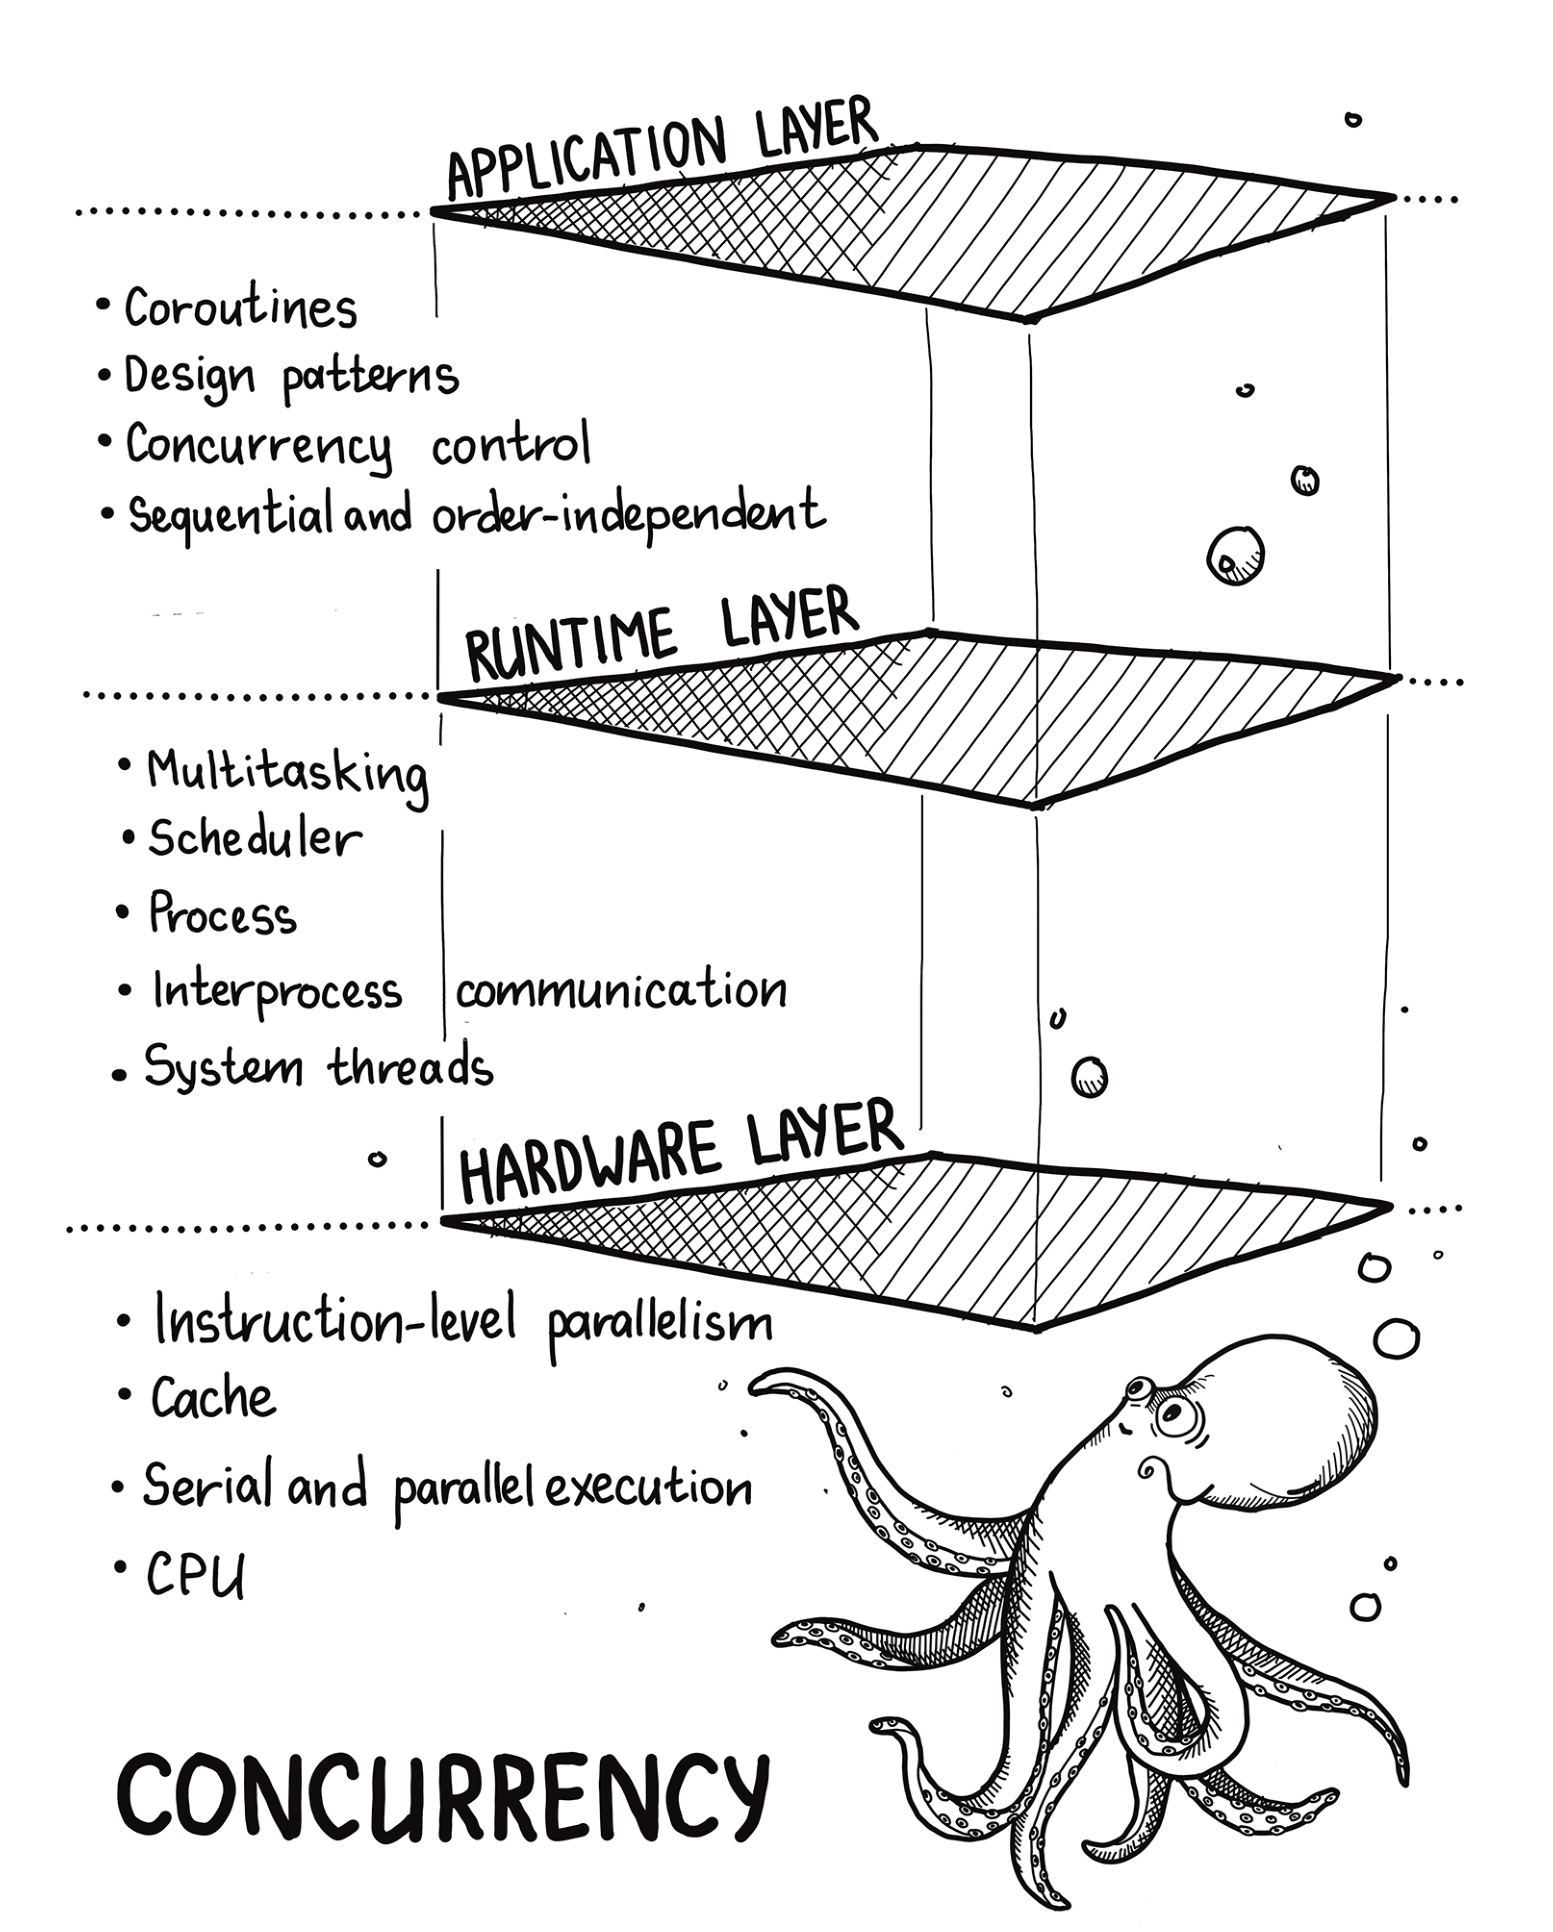 APPLICATION LAYER
• Coroutines
• Design patterns
• Concurrency control
• Sequential and order-independent
RUNTIME LAYER
• Multitasking
• Scheduler
• Process
• Interprocess communication
• System threads
HARDWARE LAYER
• Instruction-level parallelism
• Cache
• Serial and parallel execution
• CPU
CONCURRENCY